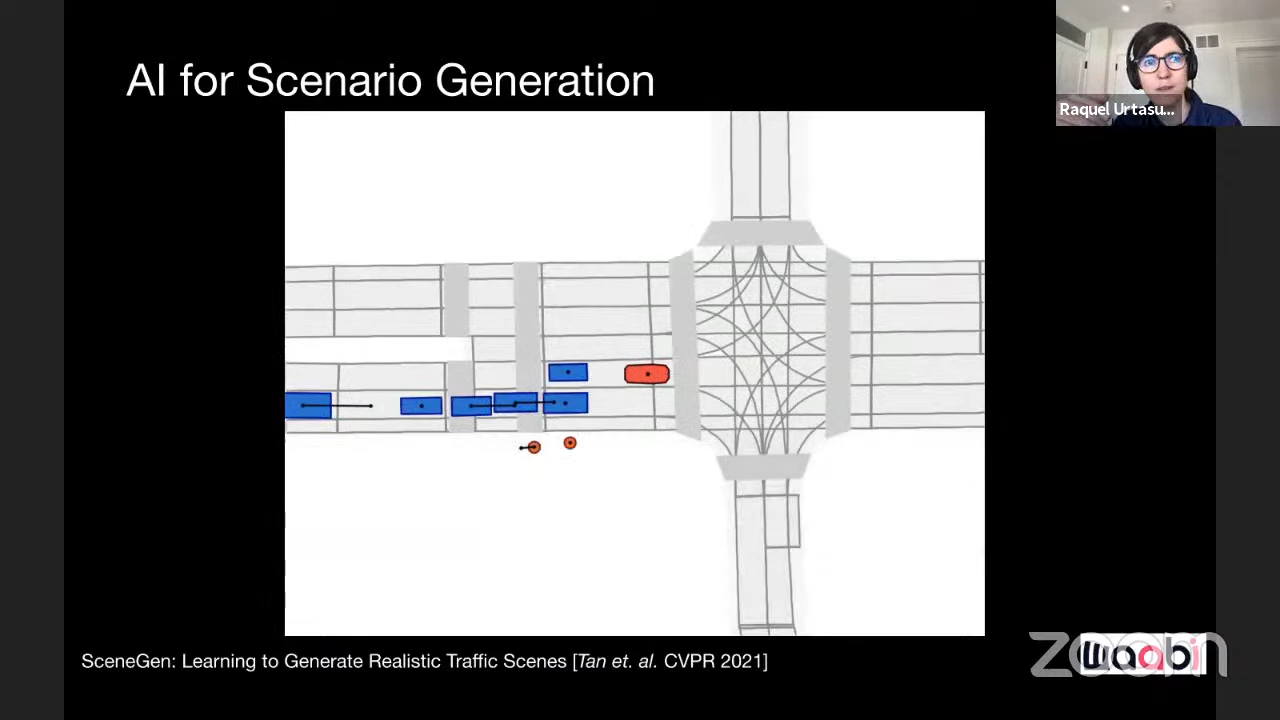 AI for Scenario Generation
Raquel Urtasu...
SceneGen: Learning to Generate Realistic Traffic Scenes [Tan et. al. CVPR 2021]
zoom
waabi